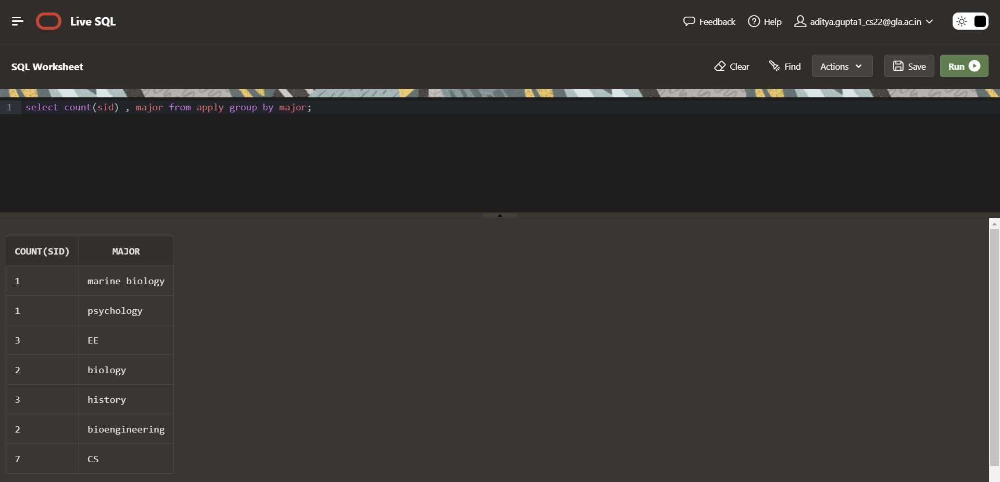 Live SQL
Feedback Help aditya.gupta1_cs22@gla.ac.in
SQL Worksheet
Clear Find Actions Save Run
1 select count(sid) , major from apply group by major;
COUNT(SID) MAJOR
1 marine biology
1 psychology
3 EE
2 biology
3 history
2 bioengineering
7 CS